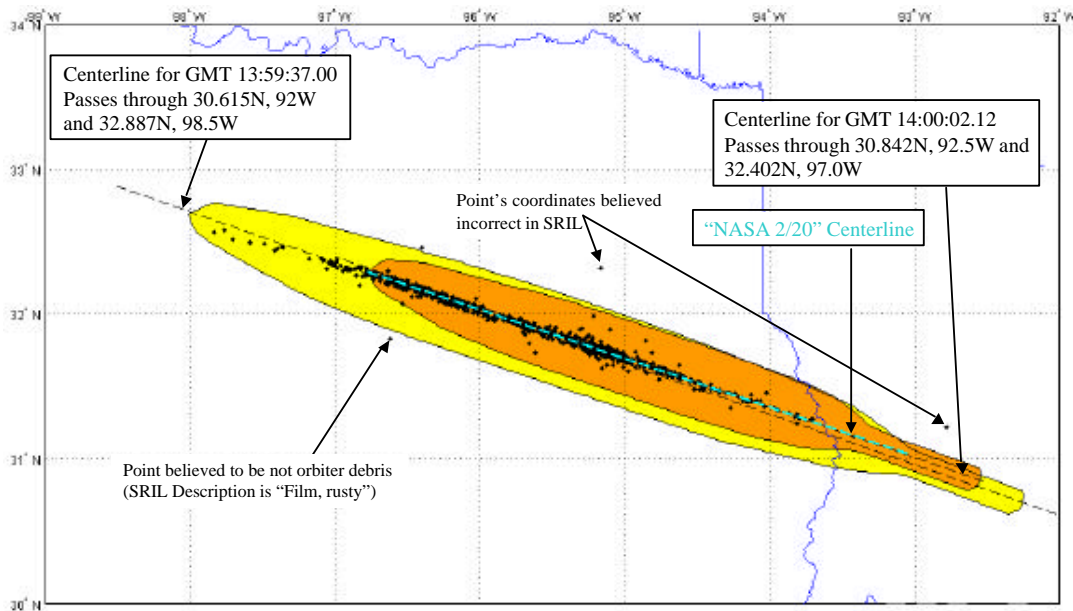 99° W 98° W 97° W 96° W 95° W 94° W 93° W 92° W
34° N
Centerline for GMT 13:59:37.00
Passes through 30.615N, 92W
and 32.887N, 98.5W
Centerline for GMT 14:00:02.12
Passes through 30.842N, 92.5W and
32.402N, 97.0W
33° N
Point's coordinates believed
incorrect in SRIL
“NASA 2/20” Centerline
32° N
31° N
Point believed to be not orbiter debris
(SRIL Description is “Film, rusty”)
30° N